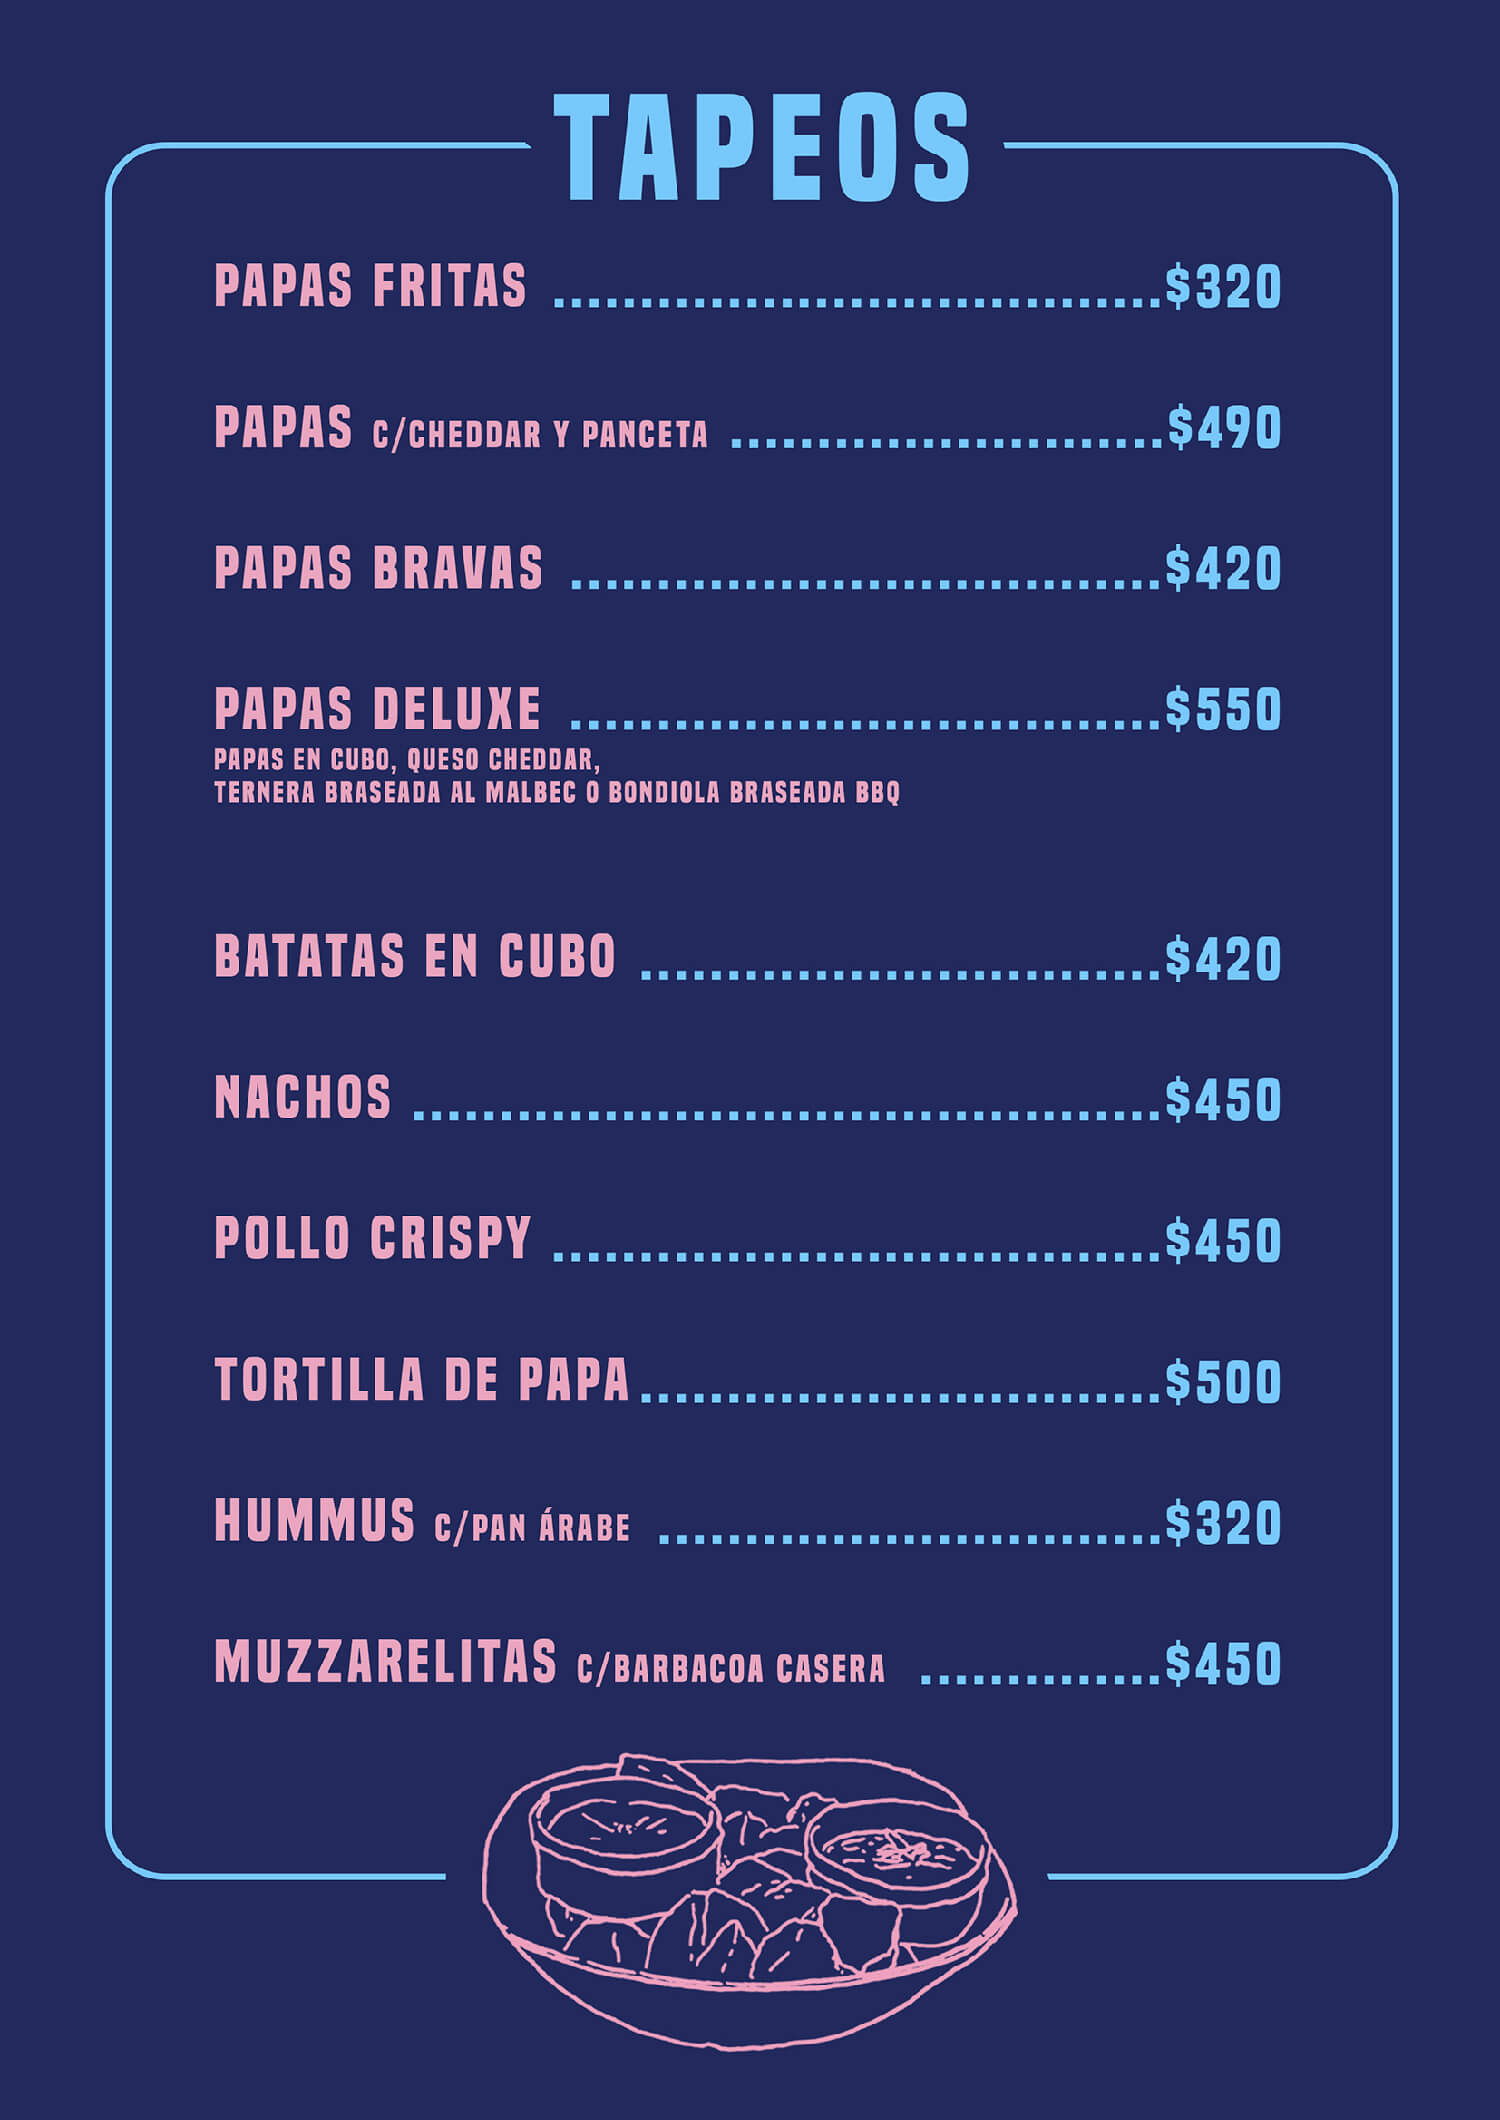 TAPEOS
PAPAS FRITAS ...................................$320
PAPAS C/CHEDDAR Y PANCETA .........................$490
PAPAS BRAVAS ..................................$420
PAPAS DELUXE ..................................$550
PAPAS EN CUBO, QUESO CHEDDAR,
TERNERA BRASEADA AL MALBEC O BONDIOLA BRASEADA BBQ
BATATAS EN CUBO ..............................$420
NACHOS ...........................................$450
POLLO CRISPY ...................................$450
TORTILLA DE PAPA ..............................$500
HUMMUS C/PAN ÁRABE .............................$320
MUZZARELITAS C/BARBACOA CASERA ..............$450